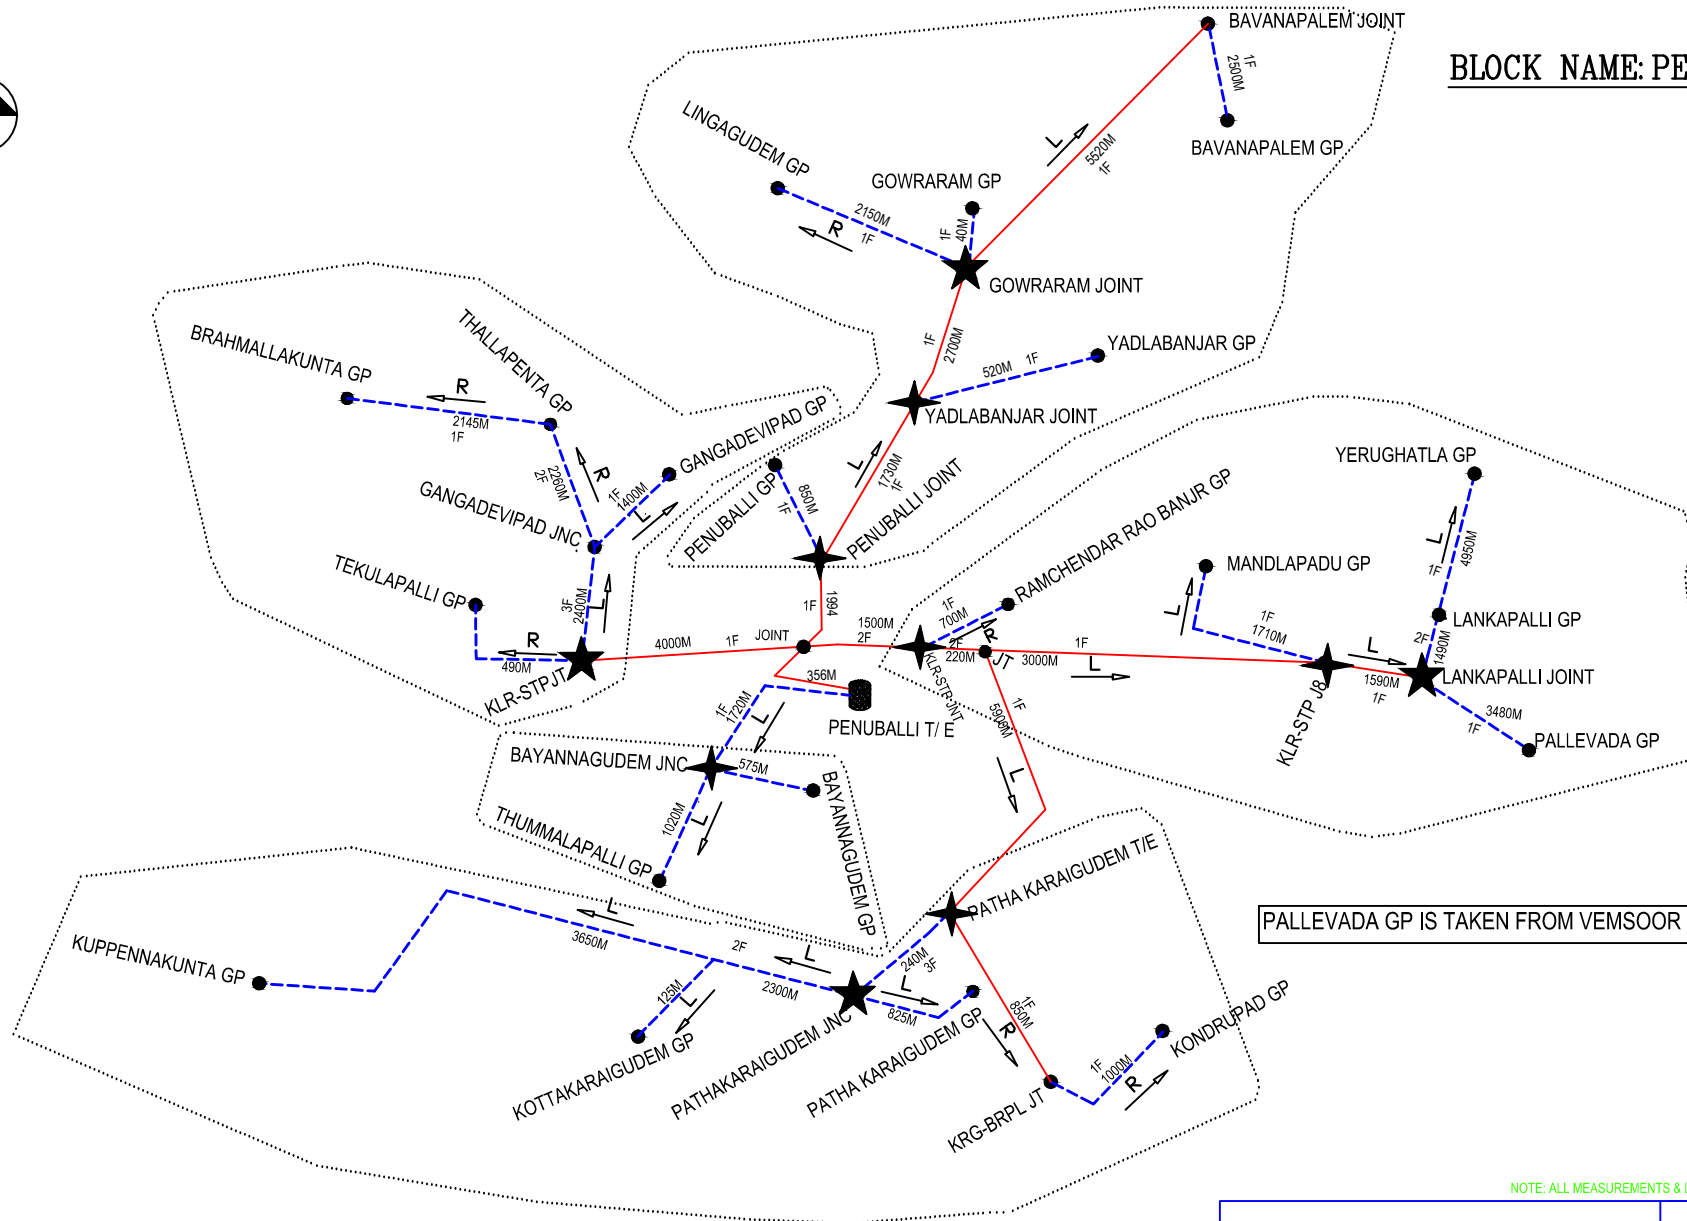 BAVANAPALEM JOINT
BLOCK NAME: PE
1F
2500M
LINGAGUDEM GP
BAVANAPALEM GP
L
5520M
1F
GOWRARAM GP
2150M
1F
R
1F
40M
GOWRARAM JOINT
1F
2700M
YADLABANJAR GP
520M 1F
YADLABANJAR JOINT
BRAHMALLAKUNTA GP
THALLAPENTA GP
R
2145M
1F
GANGADEVIPAD GP
R
2260M
2F
1F
1400M
L
GANGADEVIPAD JNC
PENUBALLI GP
850M
1F
L
1730M
1F
PENUBALLI JOINT
YERUGHATLA GP
L
4950M
1F
RAMCHENDAR RAO BANJR GP
MANDLAPADU GP
TEKULAPALLI GP
3F
2400M
L
1994
1F
1F
700M
R
L
1F
1710M
LANKAPALLI GP
2F
1490M
R
490M
KLR-STPJT
4000M 1F
JOINT
1500M
2F
2F
220M
JT
1F
3000M
L
L
1590M
1F
LANKAPALLI JOINT
KLR-STP-JNT
KLR-STP J8
3480M
1F
PALLEVADA GP
356M
PENUBALLI T/ E
1F
1720M
L
1F
5900M
L
BAYANNAGUDEM JNC
575M
BAYANNAGUDEM GP
1020M
L
THUMMALAPALLI GP
PATHA KARAIGUDEM T/E
PALLEVADA GP IS TAKEN FROM VEMSOOR
L
3650M
2F
L
240M
3F
KUPPENNAKUNTA GP
125M
L
2300M
L
825M
KOTTAKARAIGUDEM GP
PATHAKARAIGUDEM JNC
PATHA KARAIGUDEM GP
1F
850M
R
KONDRUPAD GP
1F
1000M
R
KRG-BRPL JT
NOTE: ALL MEASUREMENTS & L